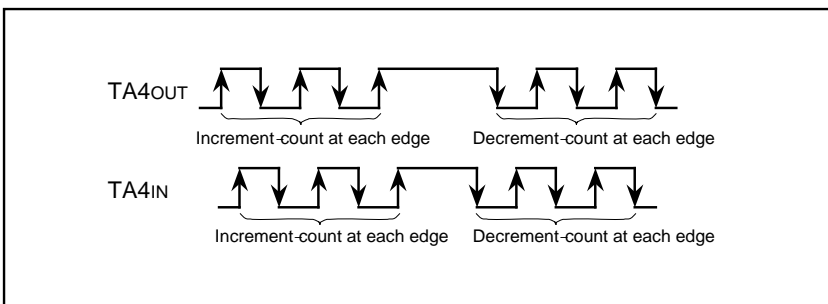 TA4OUT
Increment-count at each edge Decrement-count at each edge
TA4IN
Increment-count at each edge Decrement-count at each edge